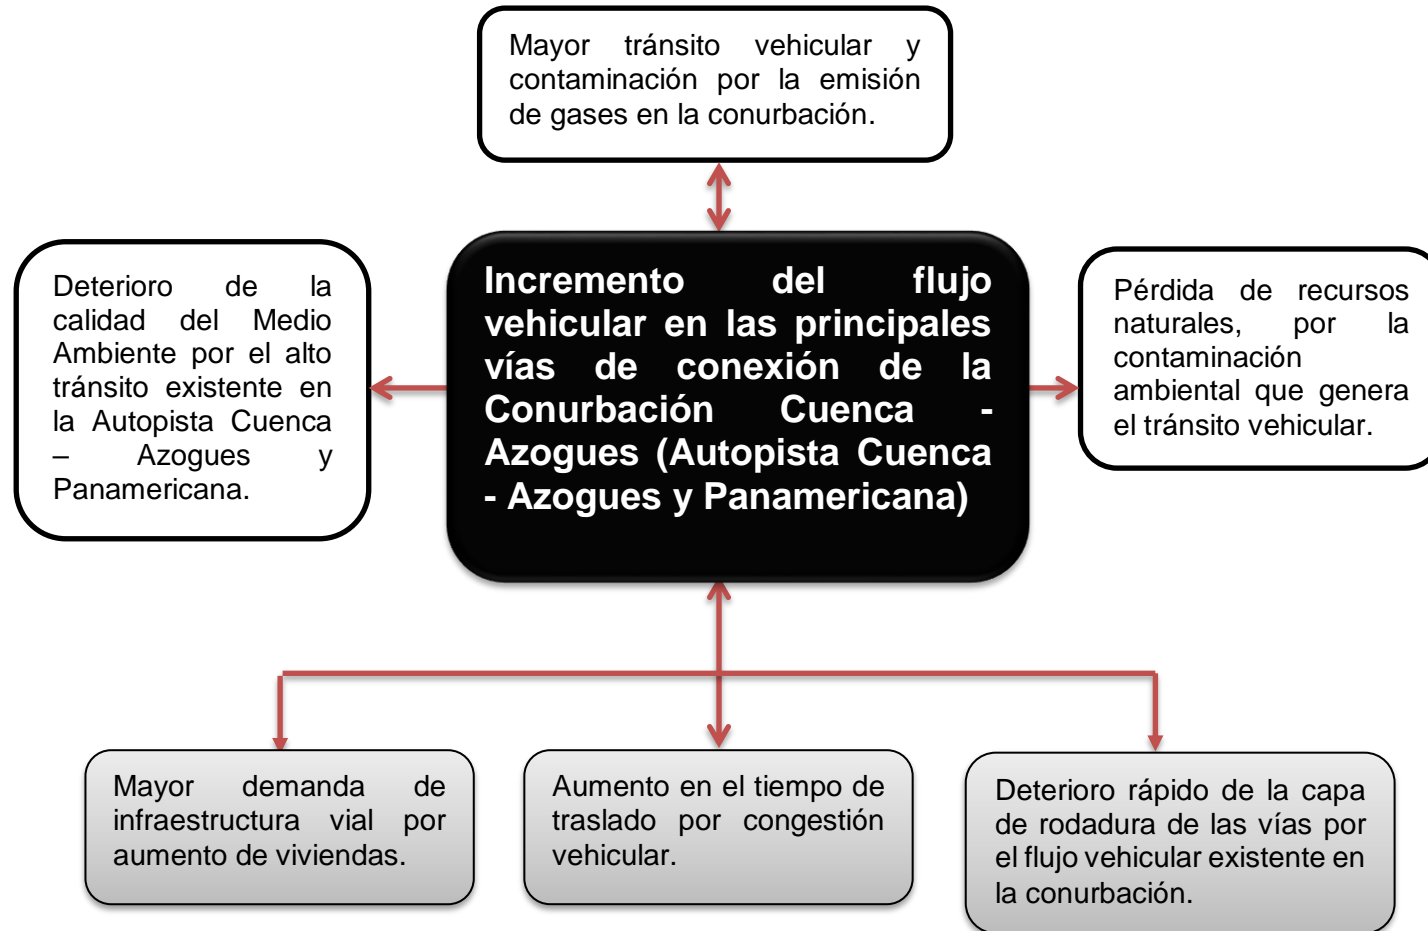 Mayor tránsito vehicular y
contaminación por la emisión
de gases en la conurbación.
Deterioro de la
calidad del Medio
Ambiente por el alto
tránsito existente en
la Autopista Cuenca
– Azogues y
Panamericana.
Incremento del flujo
vehicular en las principales
vías de conexión de la
Conurbación Cuenca -
Azogues (Autopista Cuenca
- Azogues y Panamericana)
Pérdida de recursos
naturales, por la
contaminación
ambiental que genera
el tránsito vehicular.
Mayor demanda de
infraestructura vial por
aumento de viviendas.
Aumento en el tiempo de
traslado por congestión
vehicular.
Deterioro rápido de la capa
de rodadura de las vías por
el flujo vehicular existente en
la conurbación.